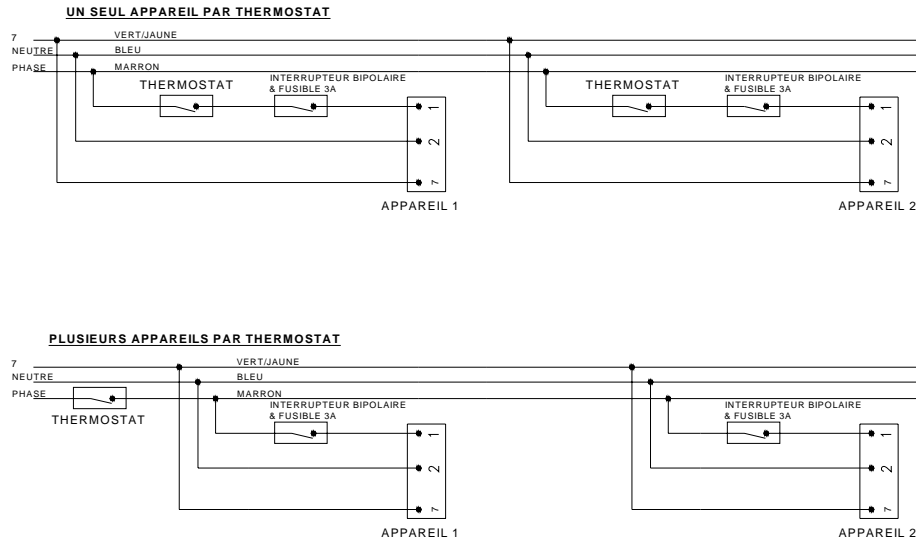 UN SEUL APPAREIL PAR THERMOSTAT
7 VERT/JAUNE
NEUTRE BLEU
PHASE MARRON
THERMOSTAT
INTERRUPTEUR BIPOLAIRE
& FUSIBLE 3A
THERMOSTAT
INTERRUPTEUR BIPOLAIRE
& FUSIBLE 3A
1
2
7
1
2
7
APPAREIL 1
APPAREIL 2
PLUSIEURS APPAREILS PAR THERMOSTAT
7 VERT/JAUNE
NEUTRE BLEU
PHASE MARRON
THERMOSTAT
INTERRUPTEUR BIPOLAIRE
& FUSIBLE 3A
INTERRUPTEUR BIPOLAIRE
& FUSIBLE 3A
1
2
7
1
2
7
APPAREIL 1
APPAREIL 2